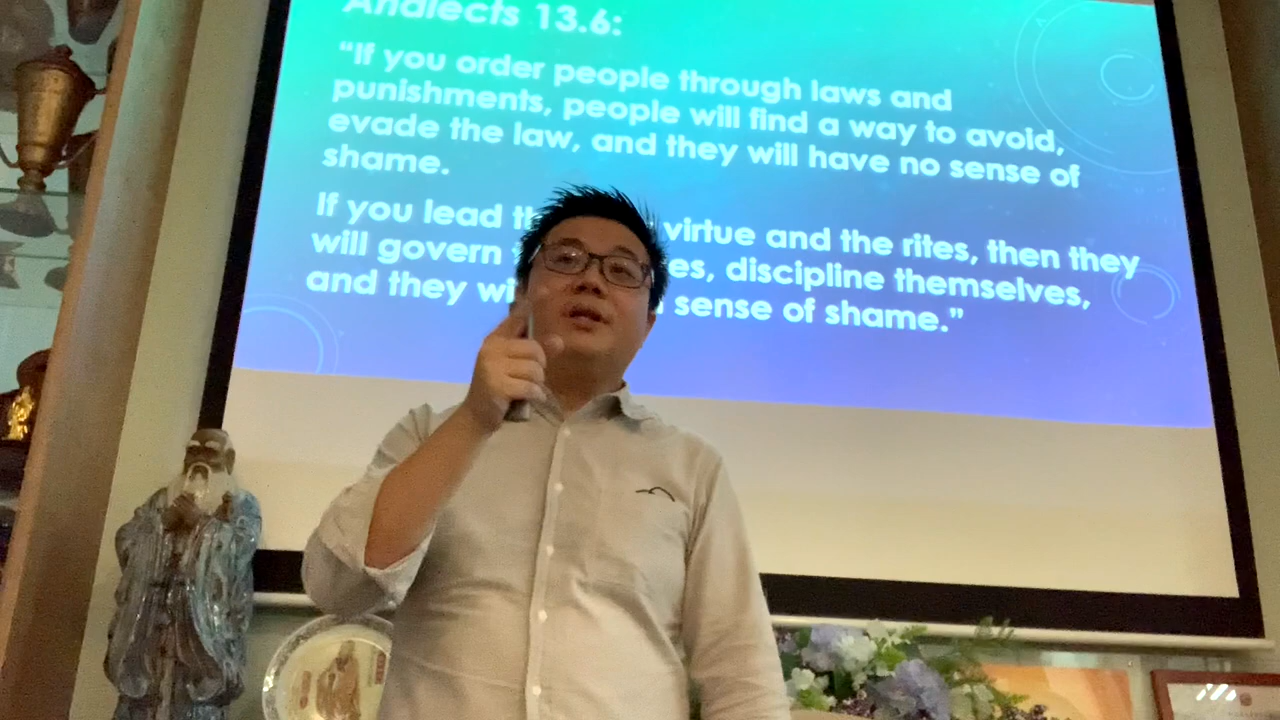 Analects 13.6:
"If you order people through laws and
punishments, people will find a way to avoid,
evade the law, and they will have no sense of
shame.
If you lead virtue and the rites, then they
will govern discipline themselves,
and they sense of shame."